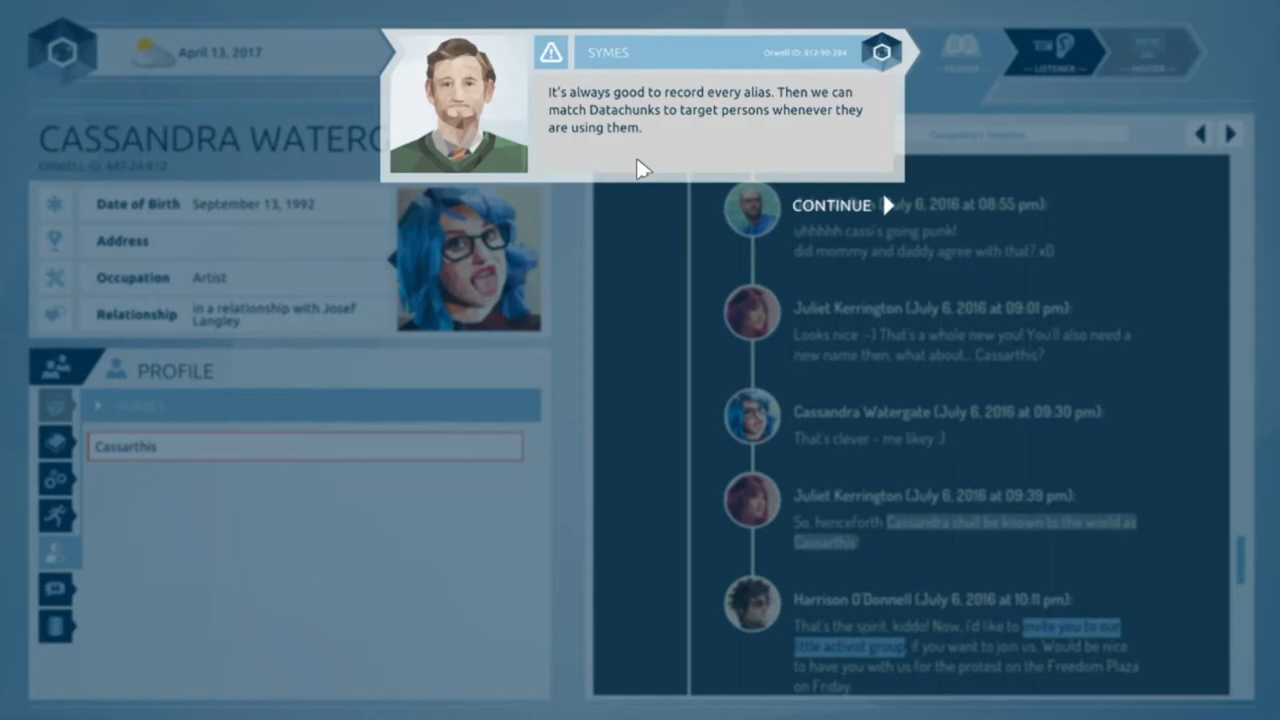 April 13, 2017
SYMES
Orwell-ID: 812-90-264
It's always good to record every alias. Then we can
match Datachunks to target persons whenever they
are using them.
LISTENER
INSIDER
CASSANDRA WATERG
ORWELL-ID: 647-24-612
Cassandra's timeline
Date of Birth September 13, 1992
Address
Occupation Artist
Relationship in a relationship with Josef
Langley
PROFILE
Cassarthis
CONTINUE
July 6, 2016 at 08:55 pm):
uhhhhh cassi's going punk!
did mommy and daddy agree with that? xD
Juliet Kerrington (July 6, 2016 at 09:01 pm):
Looks nice :-) That's a whole new you! You'll also need a
new name then, what about... Cassarthis?
Cassandra Watergate (July 6, 2016 at 09:30 pm):
That's clever - me likey :)
Juliet Kerrington (July 6, 2016 at 09:39 pm):
So, henceforth Cassandra shall be known to the world as
Cassarthis!
Harrison O'Donnell (July 6, 2016 at 10:11 pm):
That's the spirit, kiddo! Now, I'd like to invite you to our
little activist group, if you want to join us. Would be nice
to have you with us for the protest on the Freedom Plaza
on Friday.